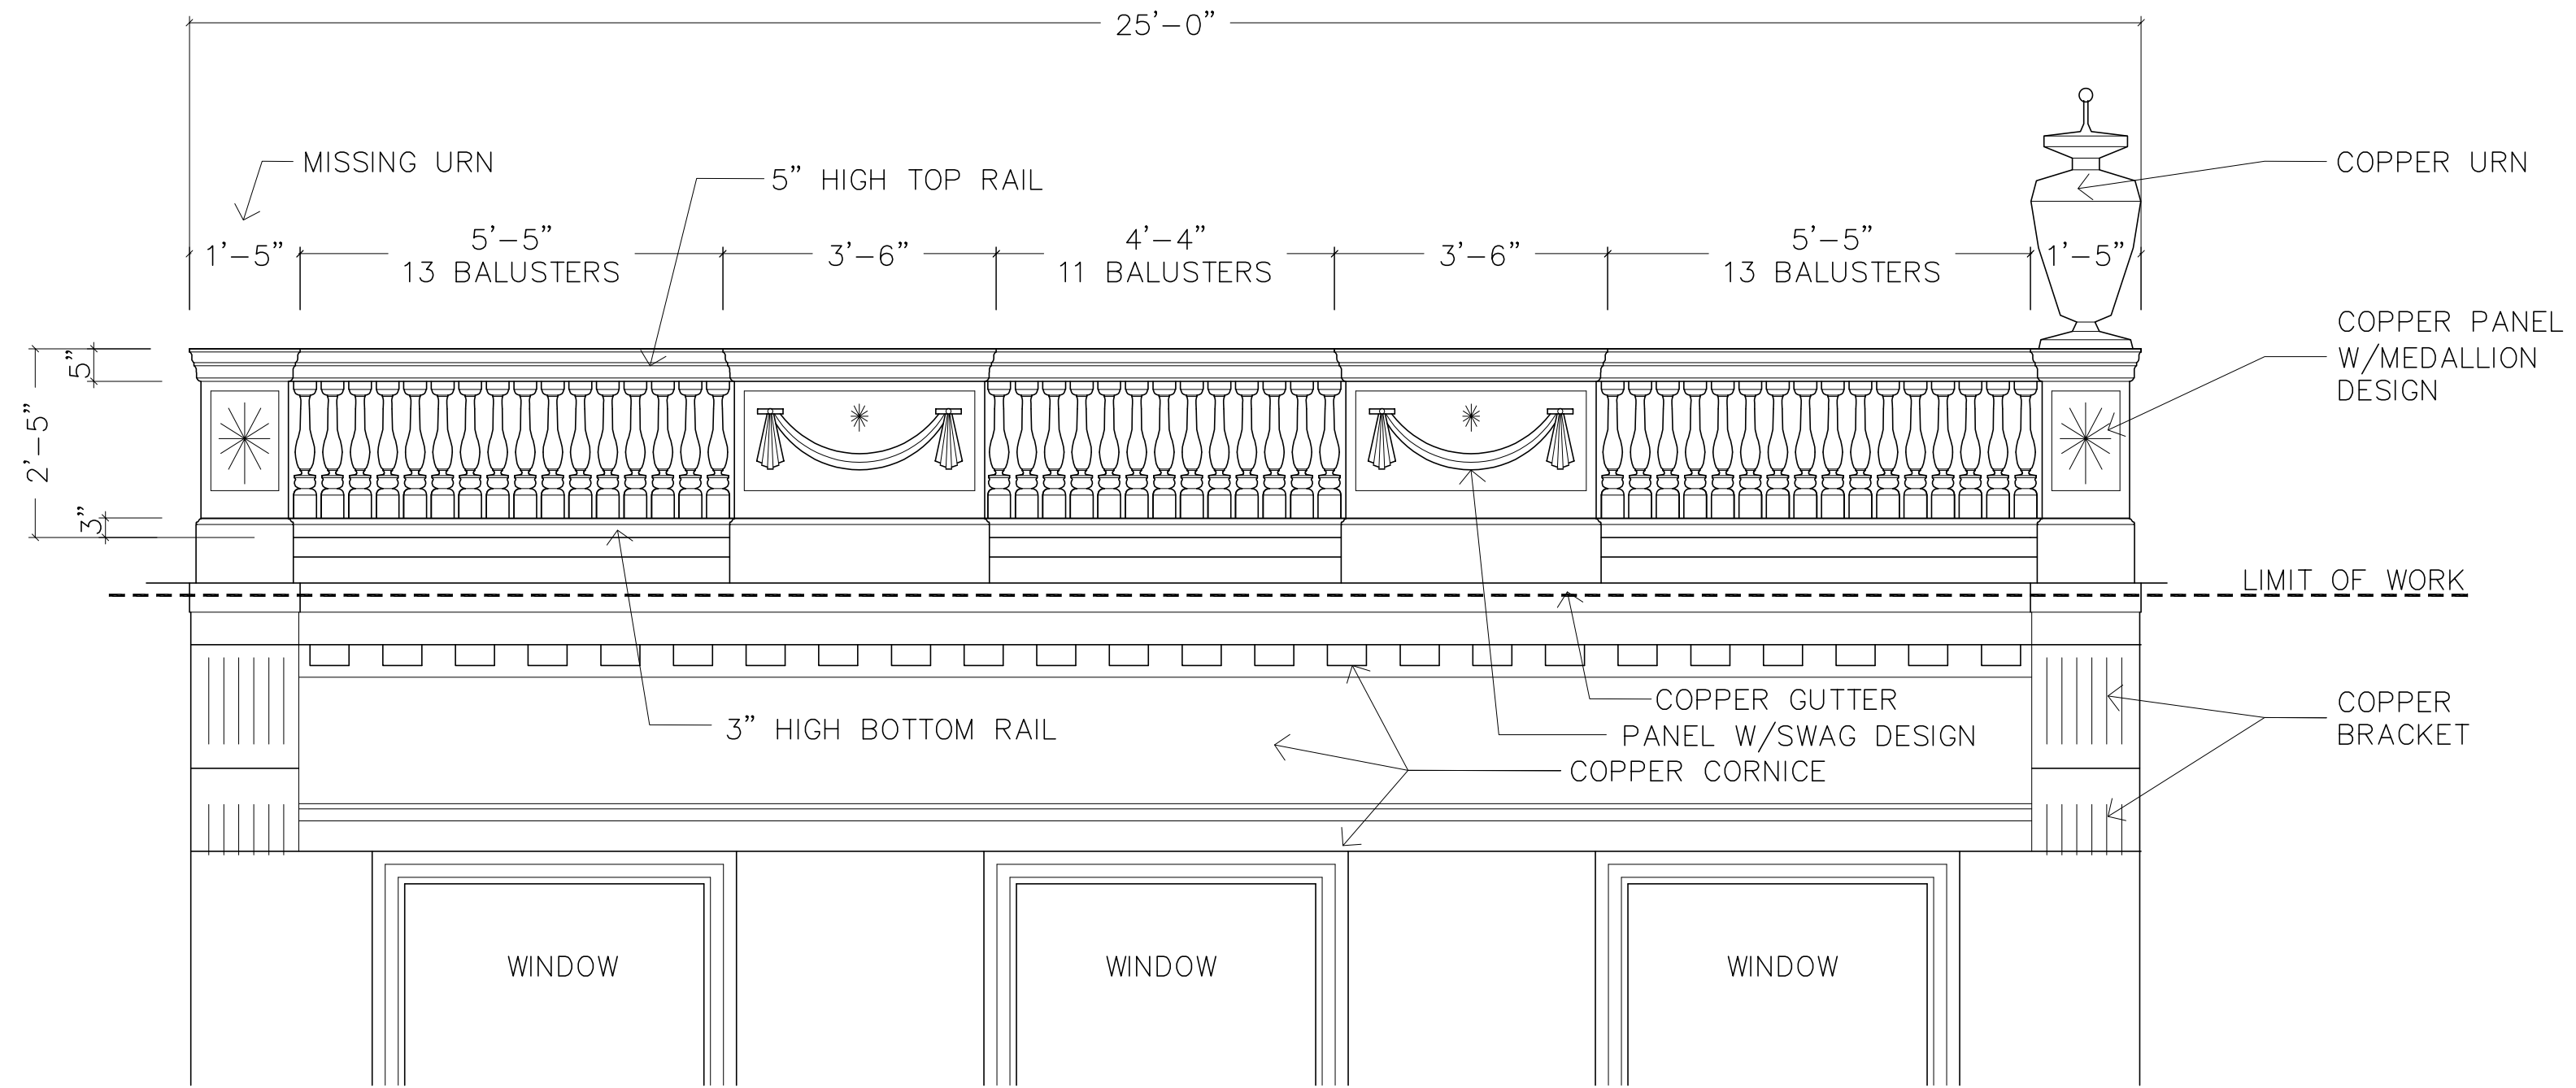 25'-0"
MISSING URN
5" HIGH TOP RAIL
COPPER URN
1'-5"
5'-5"
13 BALUSTERS
3'-6"
4'-4"
11 BALUSTERS
3'-6"
5'-5"
13 BALUSTERS
1'-5"
COPPER PANEL
W/MEDALLION
DESIGN
5"
2'-5"
3"
LIMIT OF WORK
COPPER GUTTER
3" HIGH BOTTOM RAIL
PANEL W/SWAG DESIGN
COPPER CORNICE
COPPER
BRACKET
WINDOW
WINDOW
WINDOW